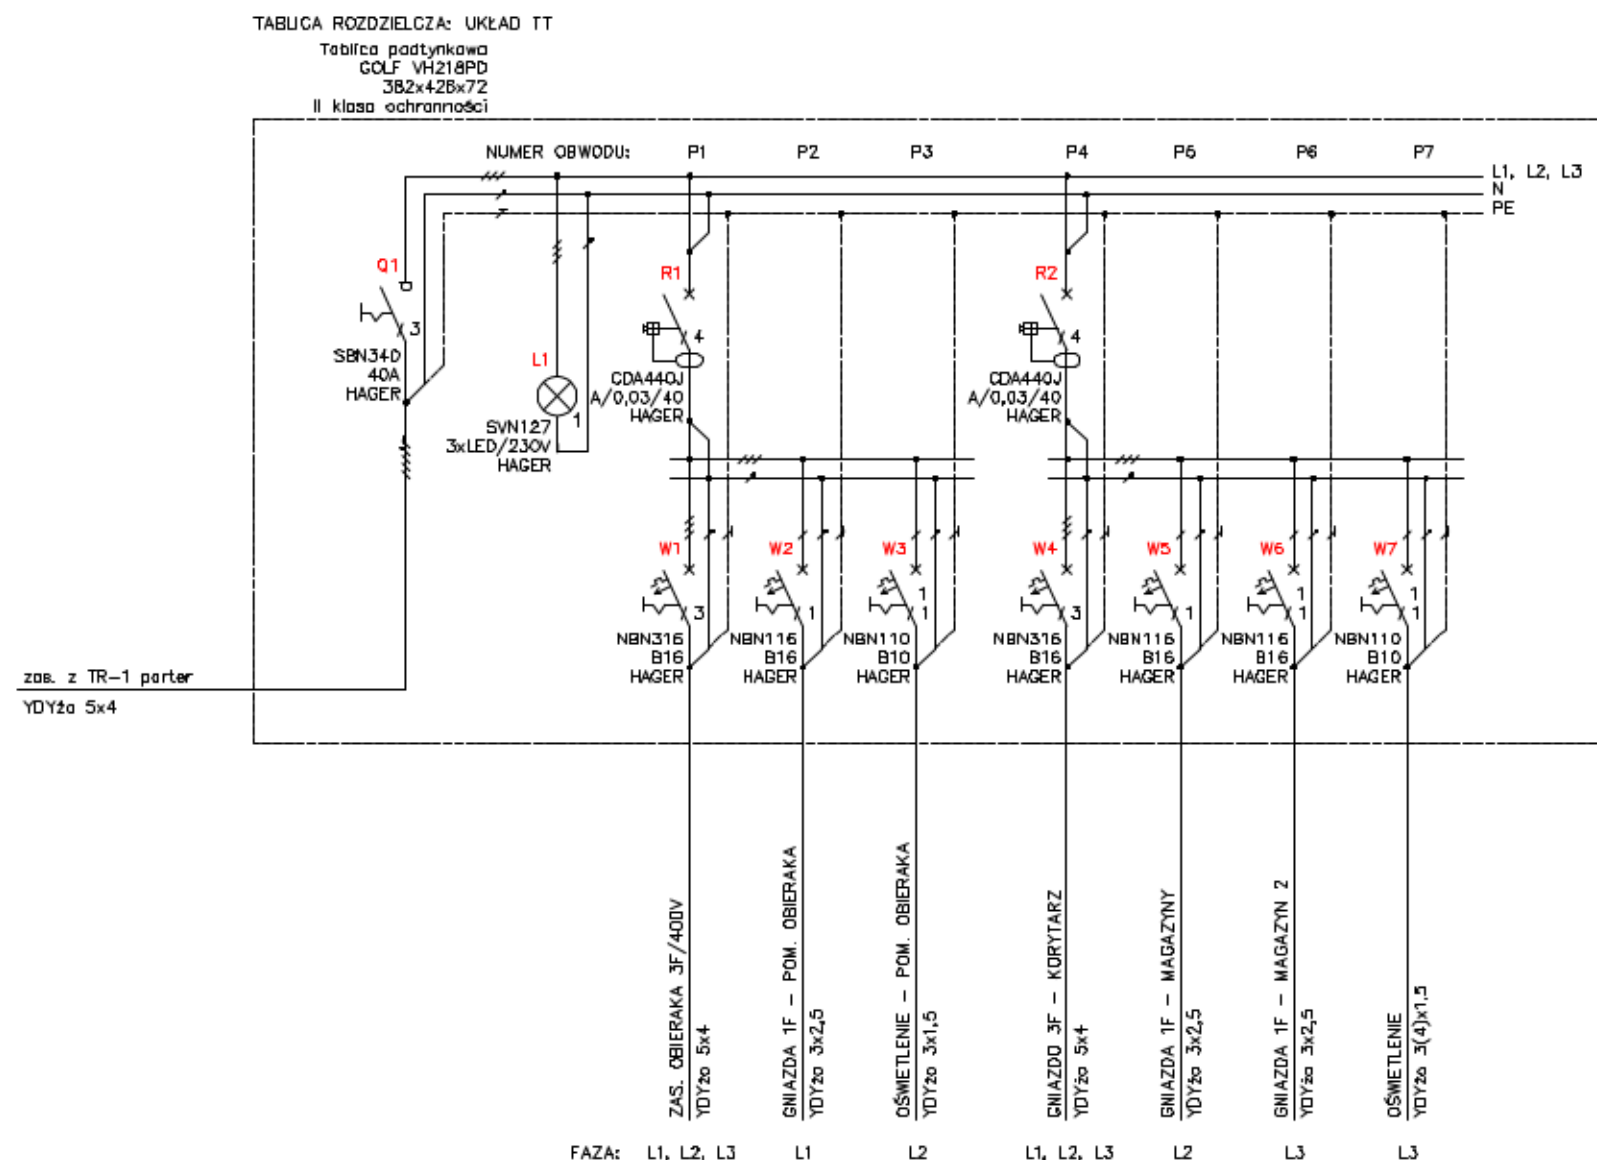 TABLICA ROZDZIELCZA: UKŁAD TT
Tablica podtynkowa
GOLF VH218PD
382x426x72
II klasa ochronności
NUMER OBWODU: P1 P2 P3 P4 P5 P6 P7
L1, L2, L3
N
PE
Q1
3
SBN340
40A
HAGER
L1
1
SVN127
3xLED/230V
HAGER
R1
4
CDA440J
A/0,03/40
HAGER
R2
4
CDA440J
A/0,03/40
HAGER
W1
3
NBN316
B16
HAGER
W2
1
NBN116
B16
HAGER
W3
1
1
NBN110
B10
HAGER
W4
3
NBN316
B16
HAGER
W5
1
NBN116
B16
HAGER
W6
1
1
NBN116
B16
HAGER
W7
1
1
NBN110
B10
HAGER
zas. z TR-1 parter
YDYżo 5x4
ZAS. OBIERAKA 3F/400V
YDYżo 5x4
GNIAZDA 1F - POM. OBIERAKA
YDYżo 3x2,5
OŚWIETLENIE - POM. OBIERAKA
YDYżo 3x1,5
GNIAZDO 3F - KORYTARZ
YDYżo 5x4
GNIAZDA 1F - MAGAZYNY
YDYżo 3x2,5
GNIAZDA 1F - MAGAZYN 2
YDYżo 3x2,5
OŚWIETLENIE
YDYżo 3(4)x1,5
FAZA: L1, L2, L3 L1 L2 L1, L2, L3 L2 L3 L3